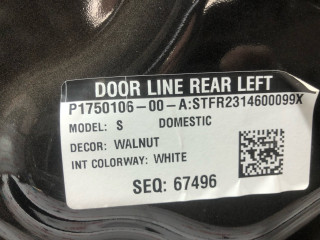 DOOR LINE REAR LEFT
P1750106-00-A:STFR2314600099X
MODEL: S DOMESTIC
DECOR: WALNUT
INT COLORWAY: WHITE
SEQ: 67496